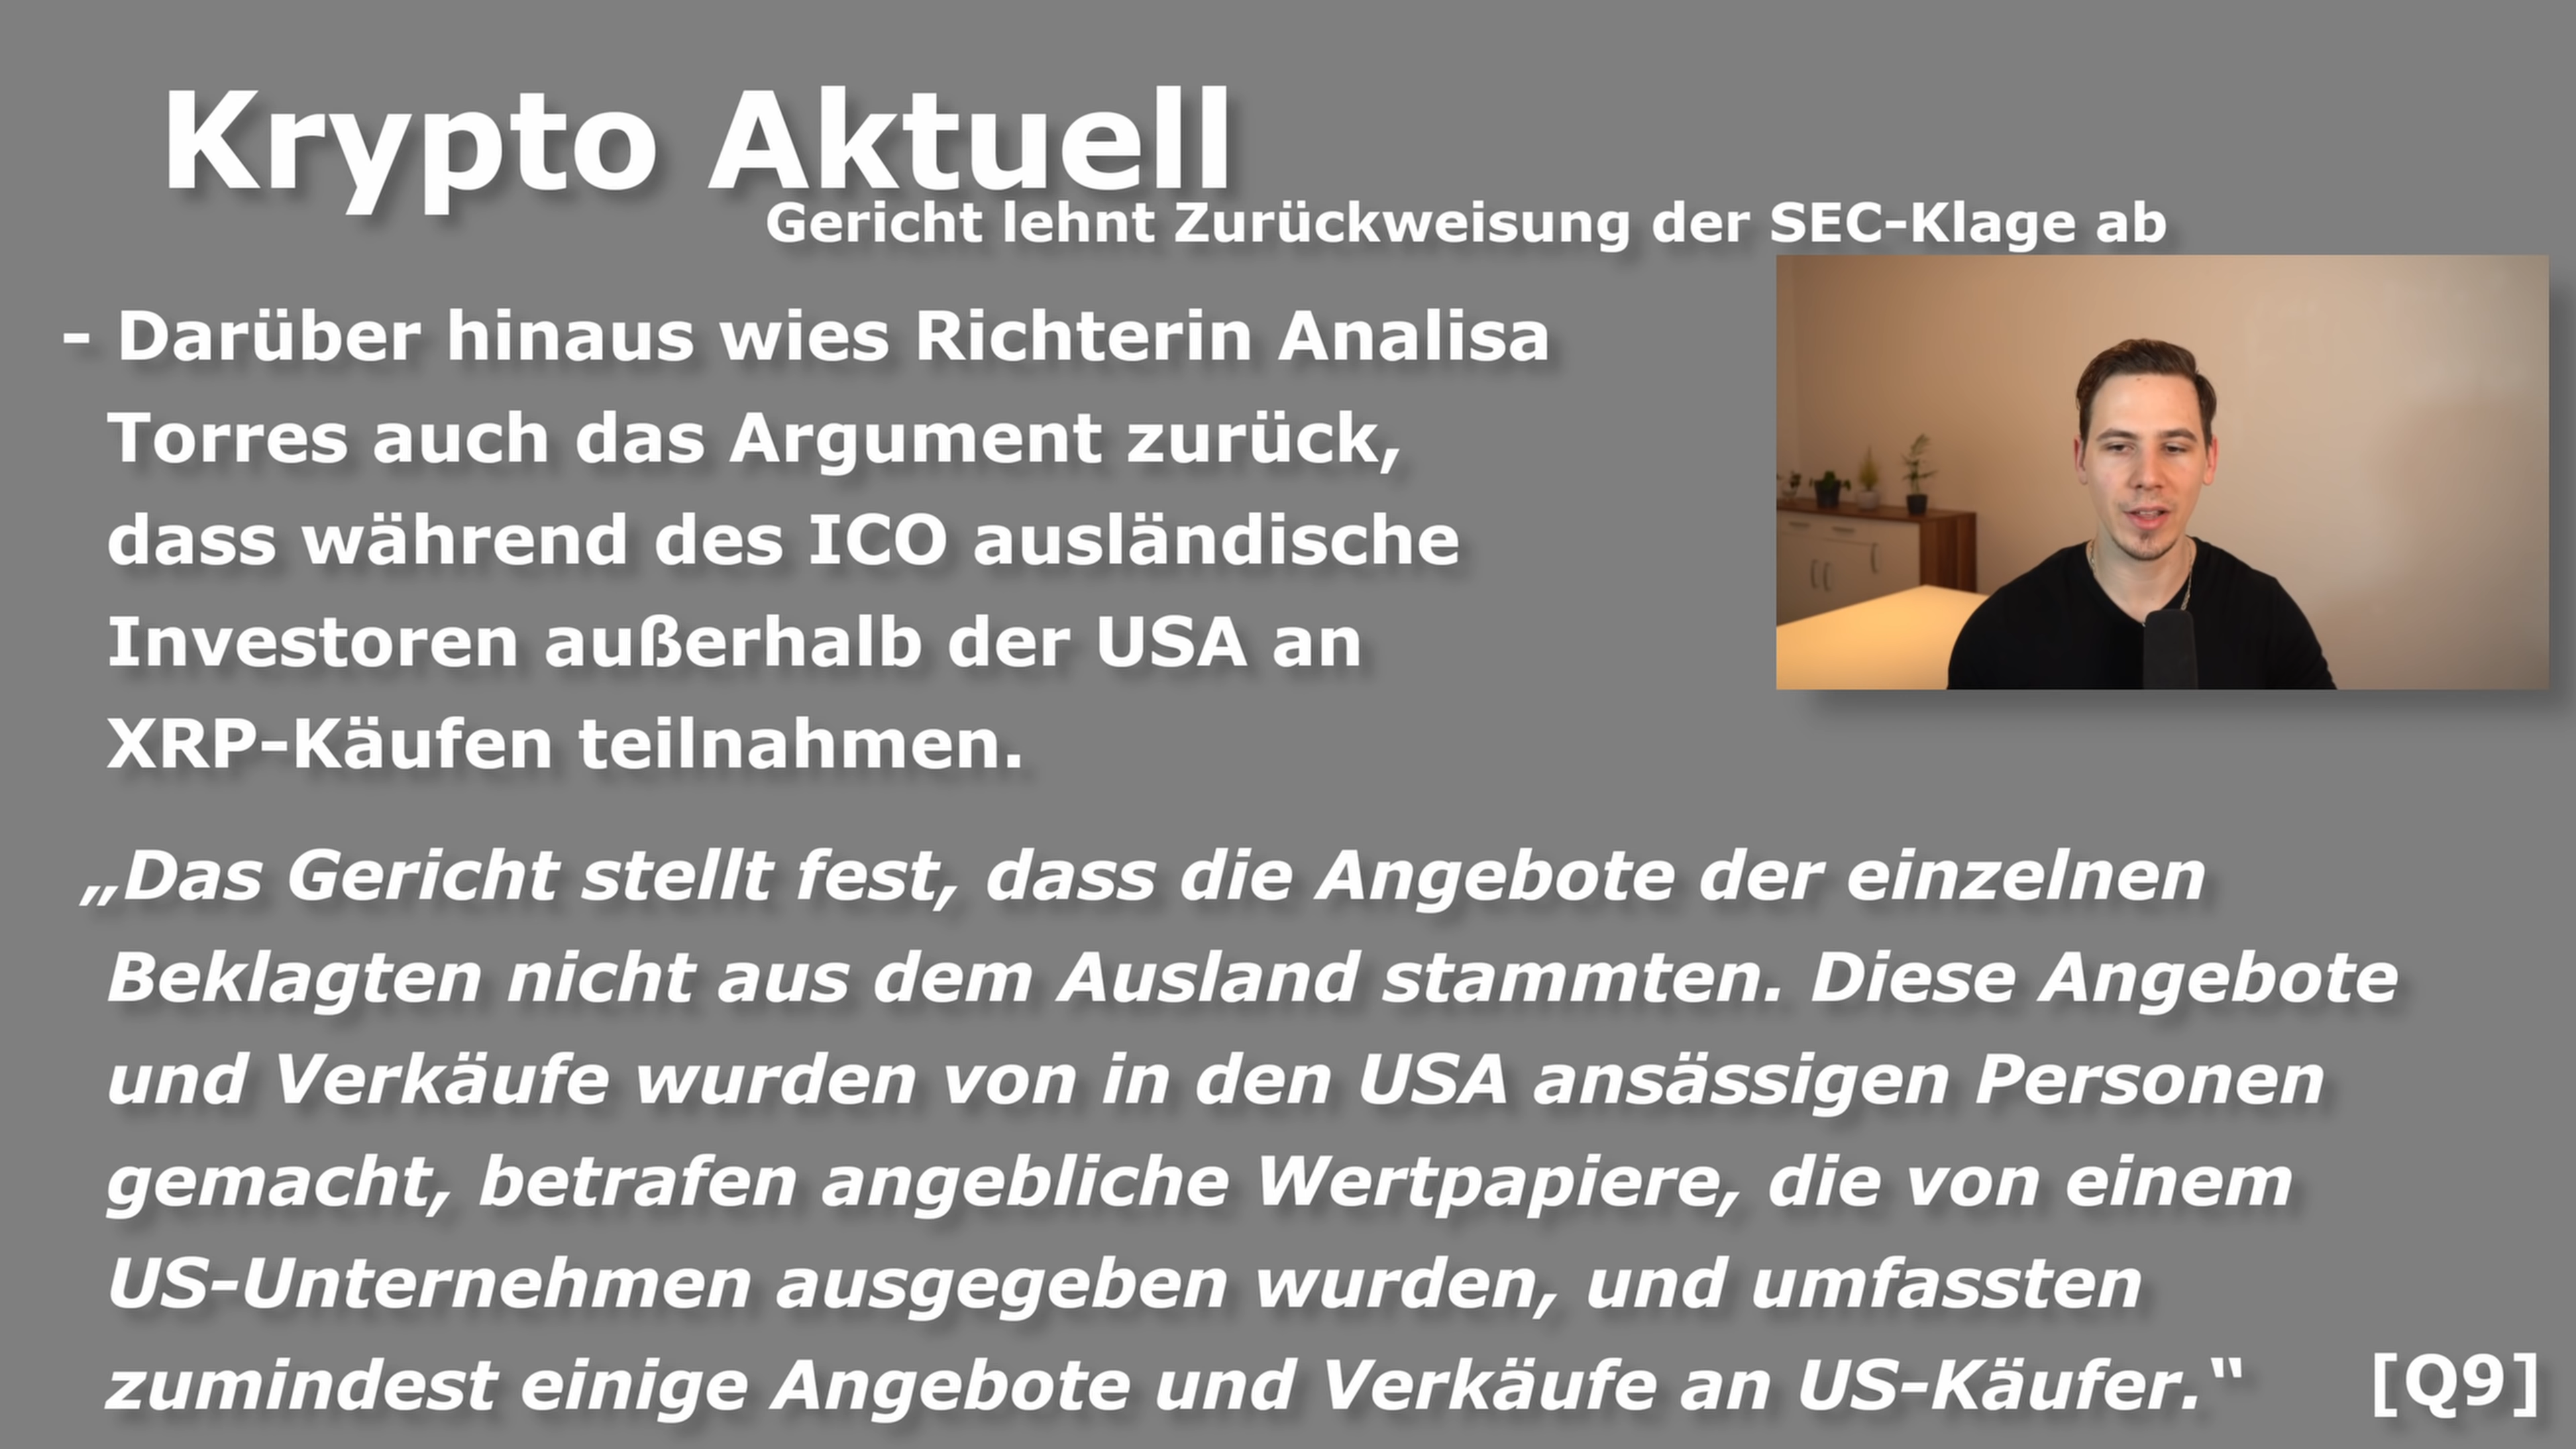 Krypto Aktuell
Gericht lehnt Zurückweisung der SEC-Klage ab
- Darüber hinaus wies Richterin Analisa
Torres auch das Argument zurück,
dass während des ICO ausländische
Investoren außerhalb der USA an
XRP-Käufen teilnahmen.
„Das Gericht stellt fest, dass die Angebote der einzelnen
Beklagten nicht aus dem Ausland stammten. Diese Angebote
und Verkäufe wurden von in den USA ansässigen Personen
gemacht, betrafen angebliche Wertpapiere, die von einem
US-Unternehmen ausgegeben wurden, und umfassten
zumindest einige Angebote und Verkäufe an US-Käufer.“
[Q9]